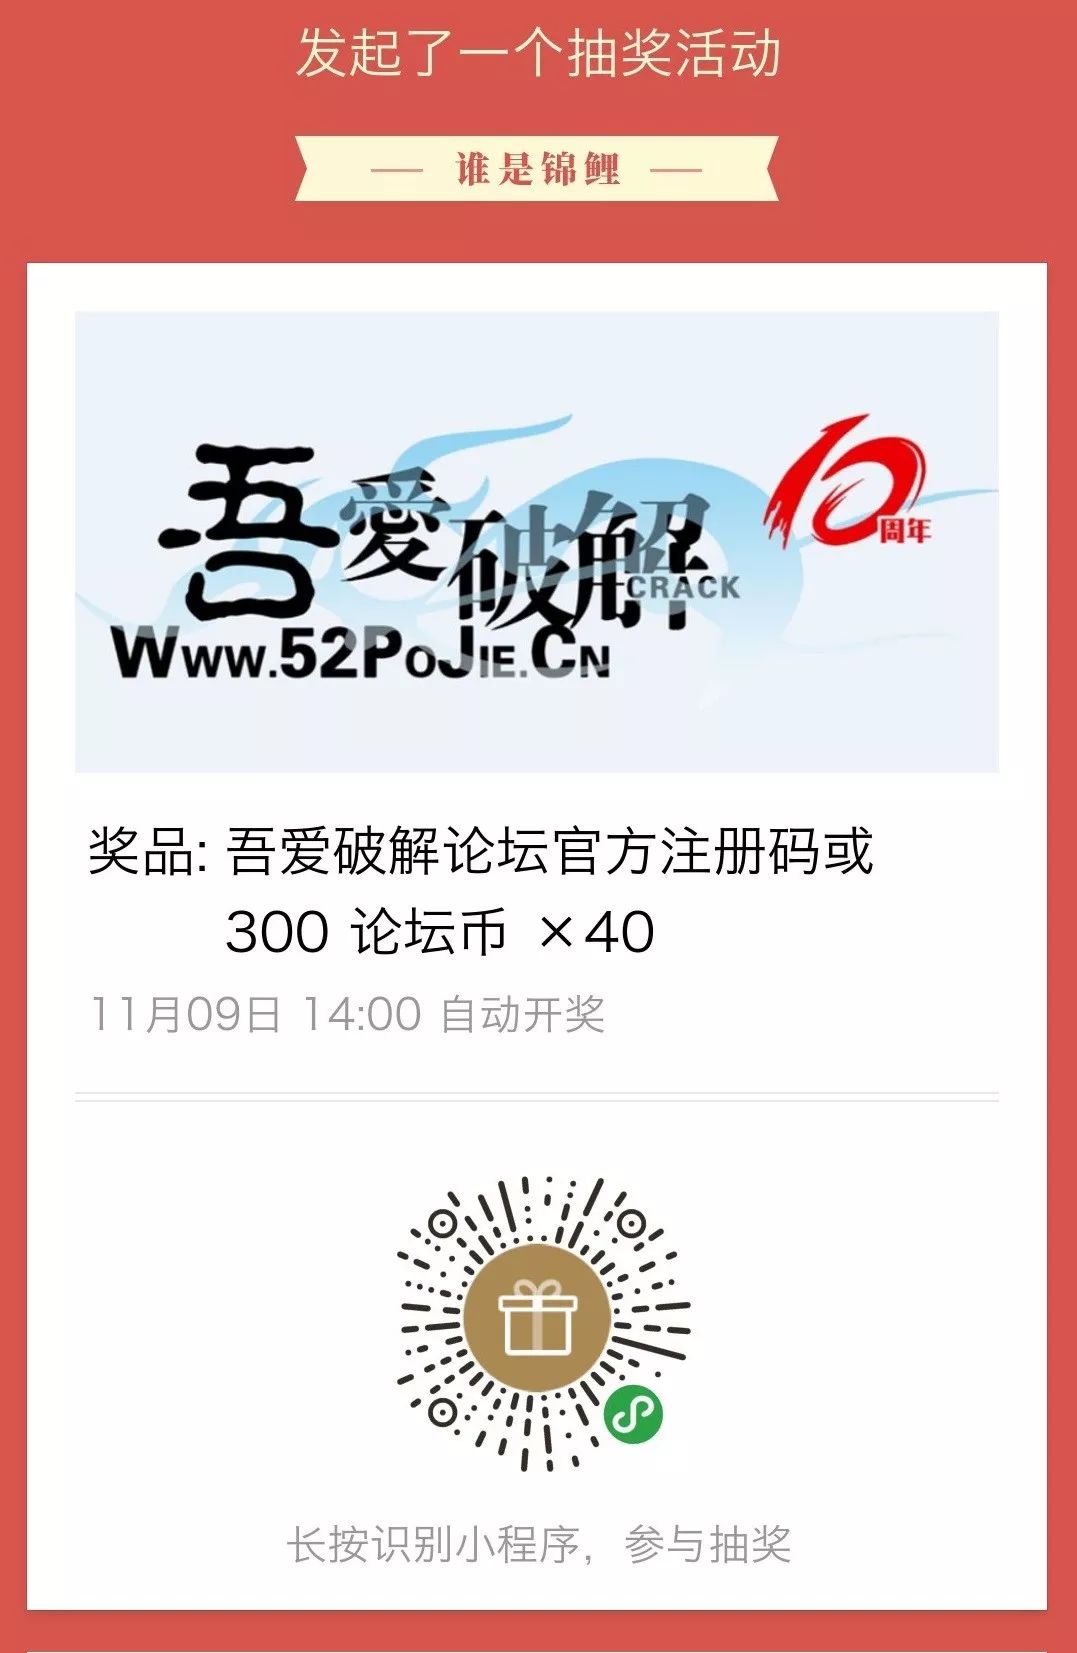 发起了一个抽奖活动
谁是锦鲤
吾愛破解
CRACK
WWW.52POJIE.CN
10
周年
奖品: 吾爱破解论坛官方注册码或
300 论坛币 ×40
11月09日 14:00 自动开奖
长按识别小程序，参与抽奖